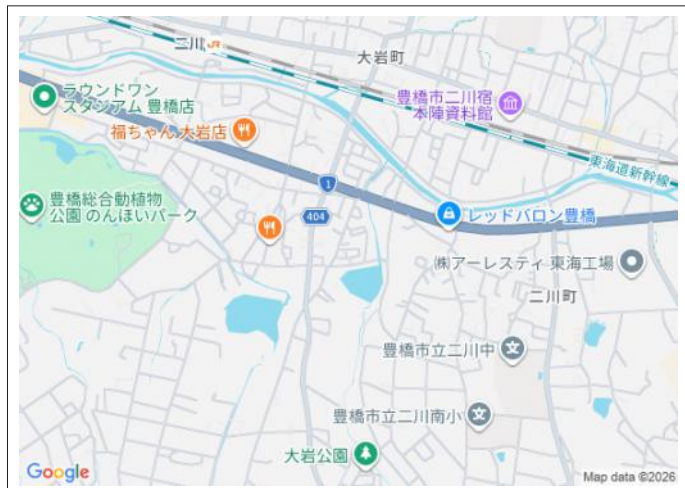 二川
JR
大岩町
ラウンドワン
スタジアム 豊橋店
豊橋市二川宿
本陣資料館
福ちゃん 大岩店
東海道新幹線
1
豊橋総合動植物
公園 のんほいパーク
404
レッドバロン豊橋
㈱アーレスティ 東海工場
二川町
豊橋市立二川中
豊橋市立二川南小
大岩公園
Google
Map data ©2026